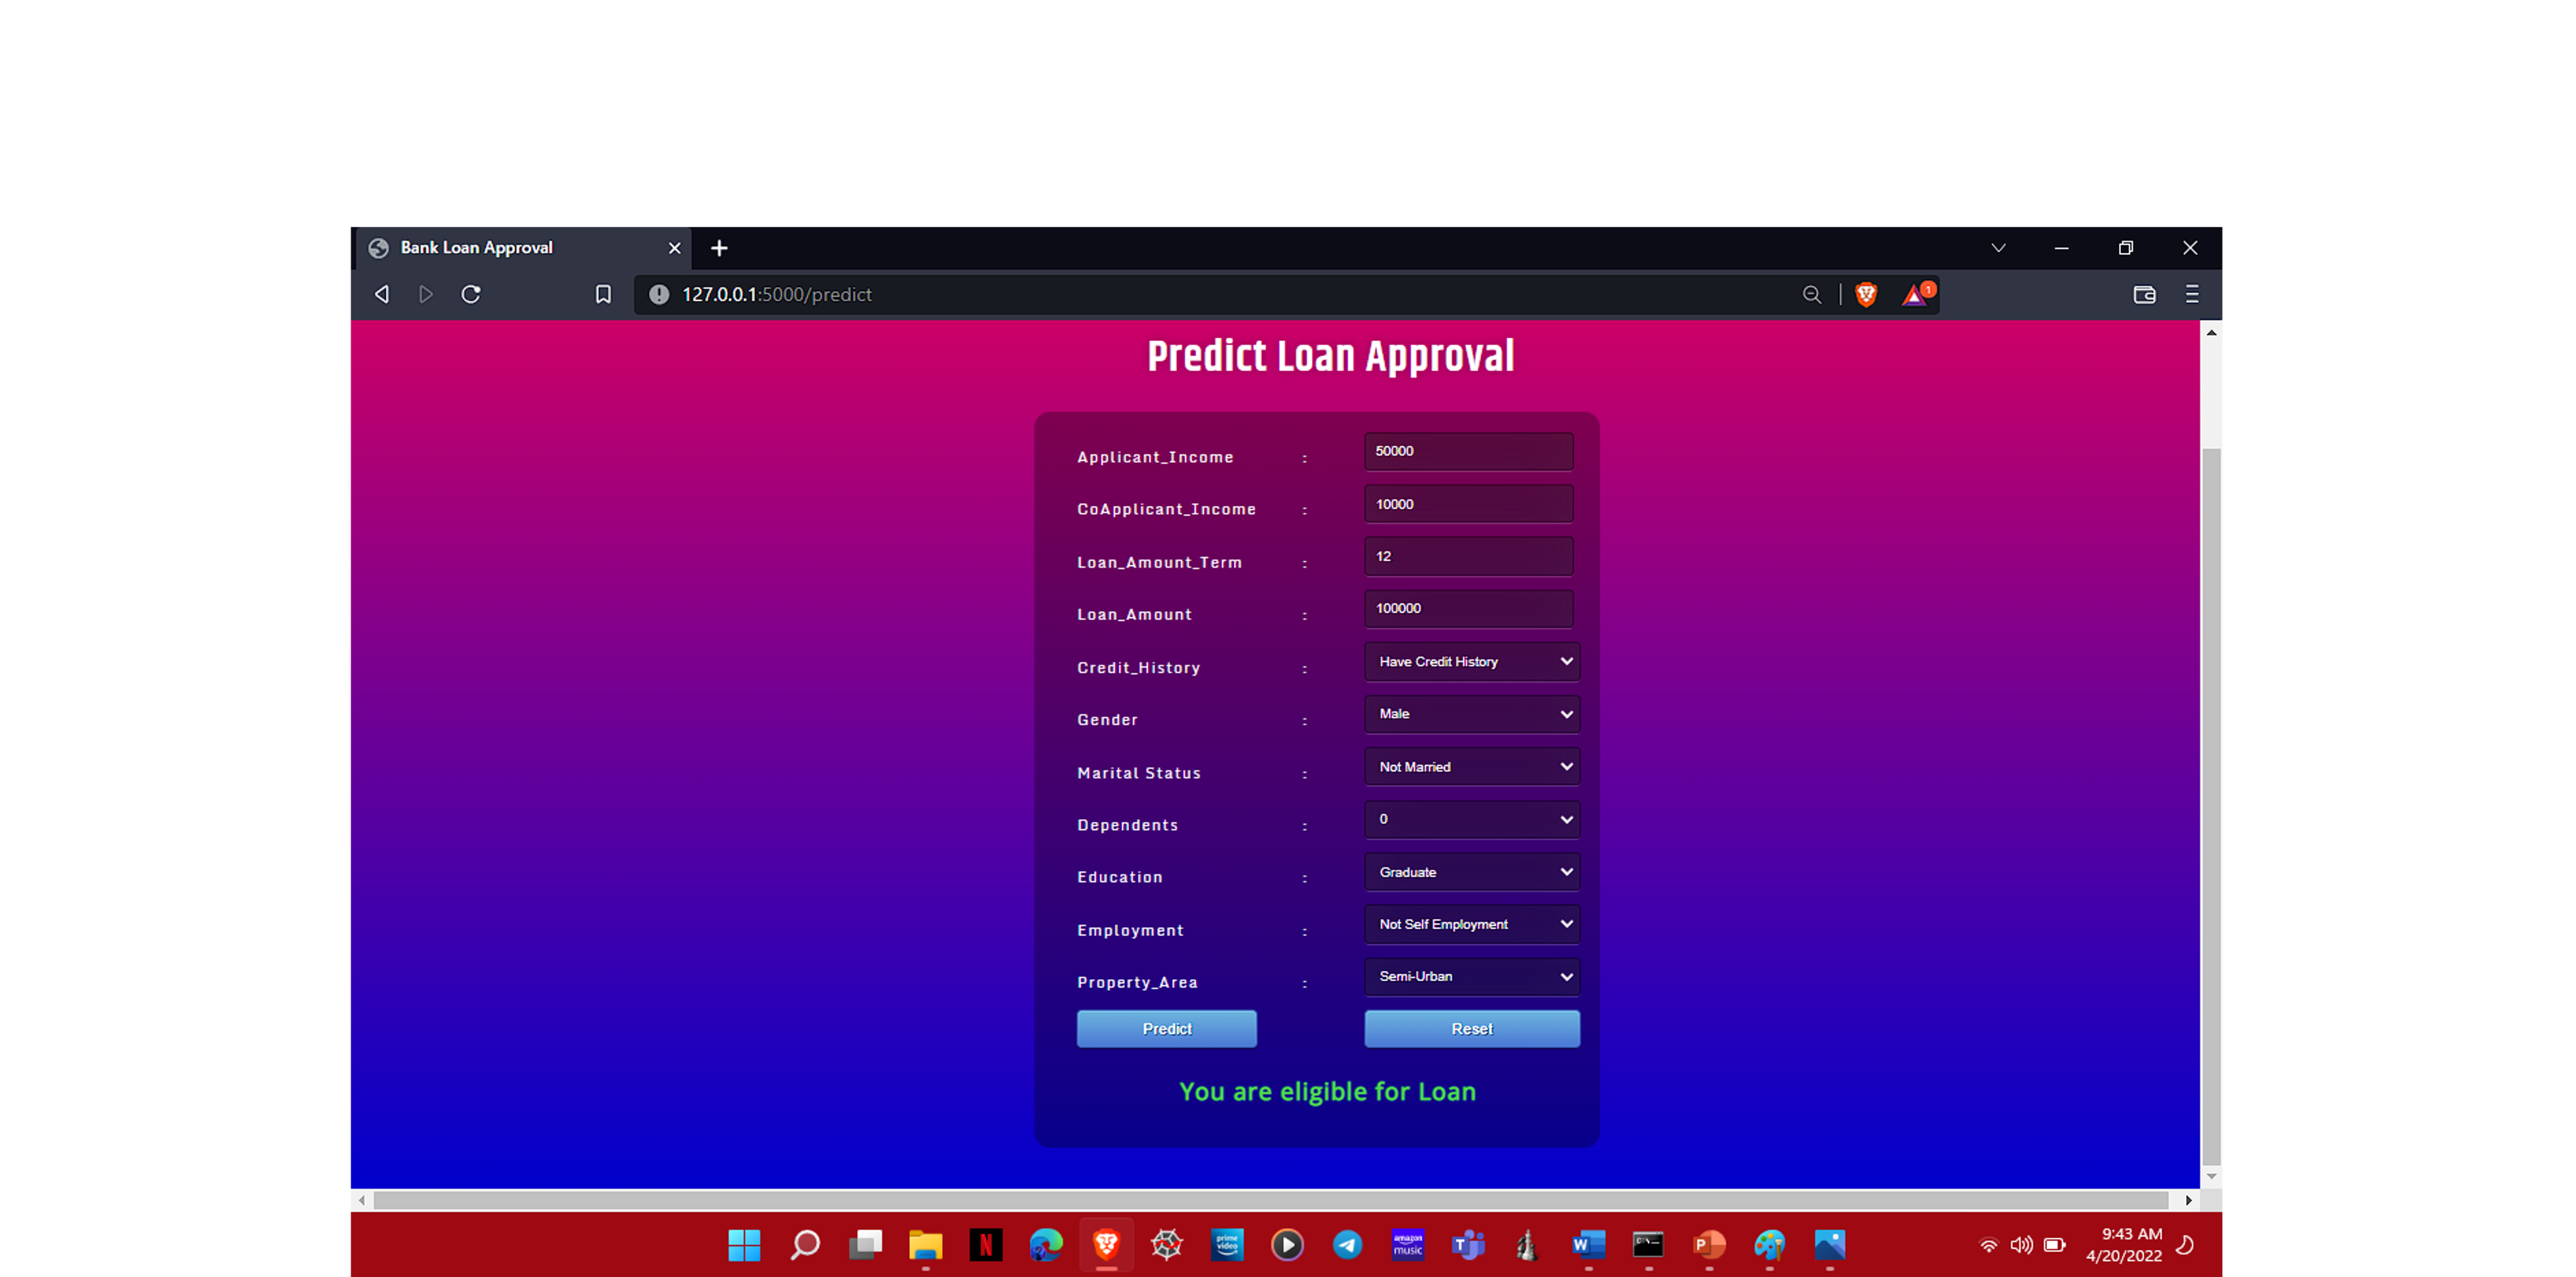 Bank Loan Approval
127.0.0.1:5000/predict
1
Predict Loan Approval
Applicant_Income : 50000
CoApplicant_Income : 10000
Loan_Amount_Term : 12
Loan_Amount : 100000
Credit_History : Have Credit History
Gender : Male
Marital Status : Not Married
Dependents : 0
Education : Graduate
Employment : Not Self Employment
Property_Area : Semi-Urban
Predict Reset
You are eligible for Loan
N
prime video
amazon music
T
W
C:\_
P
9:43 AM
4/20/2022